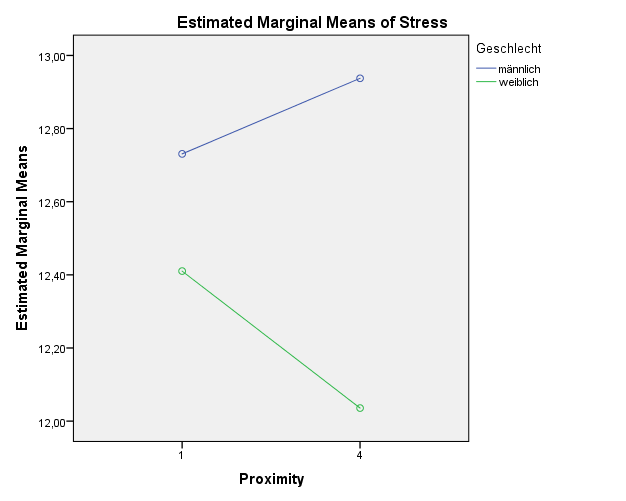 Estimated Marginal Means of Stress
Geschlecht
männlich
weiblich
Estimated Marginal Means
13,00
12,80
12,60
12,40
12,20
12,00
1
4
Proximity